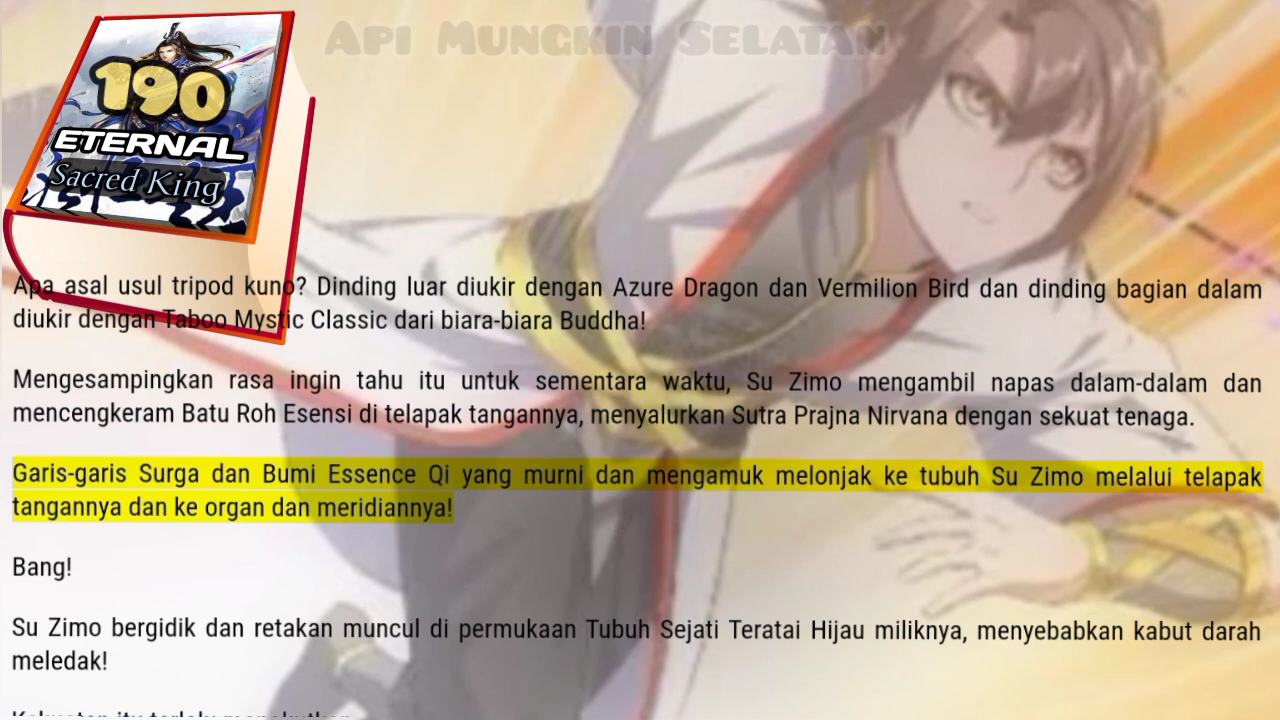 Api Mungkin Selatan
190
ETERNAL
Sacred King
Apa asal usul tripod kuno? Dinding luar diukir dengan Azure Dragon dan Vermilion Bird dan dinding bagian dalam
diukir dengan Taboo Mystic Classic dari biara-biara Buddha!
Mengesampingkan rasa ingin tahu itu untuk sementara waktu, Su Zimo mengambil napas dalam-dalam dan
mencengkeram Batu Roh Esensi di telapak tangannya, menyalurkan Sutra Prajna Nirvana dengan sekuat tenaga.
Garis-garis Surga dan Bumi Essence Qi yang murni dan mengamuk melonjak ke tubuh Su Zimo melalui telapak
tangannya dan ke organ dan meridiannya!
Bang!
Su Zimo bergidik dan retakan muncul di permukaan Tubuh Sejati Teratai Hijau miliknya, menyebabkan kabut darah
meledak!